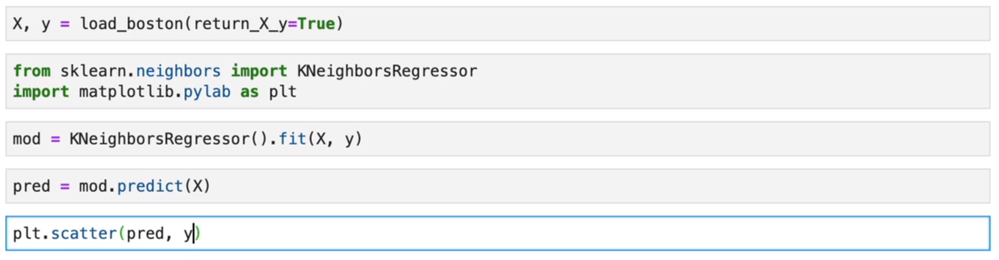 X, y = load_boston(return_X_y=True)
from sklearn.neighbors import KNeighborsRegressor
import matplotlib.pylab as plt
mod = KNeighborsRegressor().fit(X, y)
pred = mod.predict(X)
plt.scatter(pred, y)